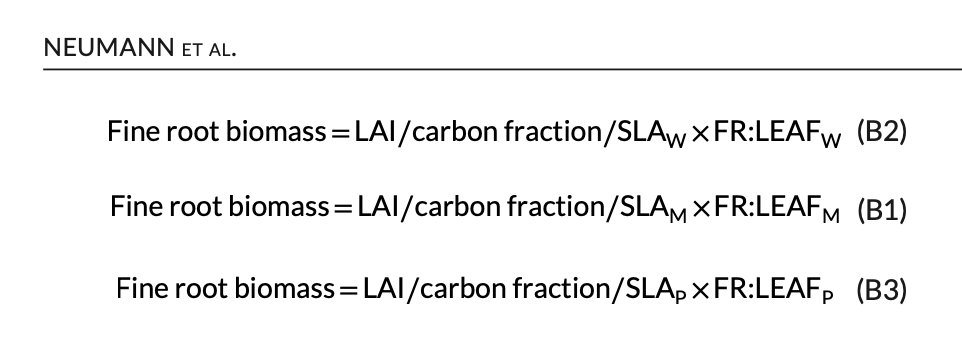 NEUMANN ET AL.
Fine root biomass = LAI/carbon fraction/SLA_W × FR:LEAF_W (B2)
Fine root biomass = LAI/carbon fraction/SLA_M × FR:LEAF_M (B1)
Fine root biomass = LAI/carbon fraction/SLA_P × FR:LEAF_P (B3)